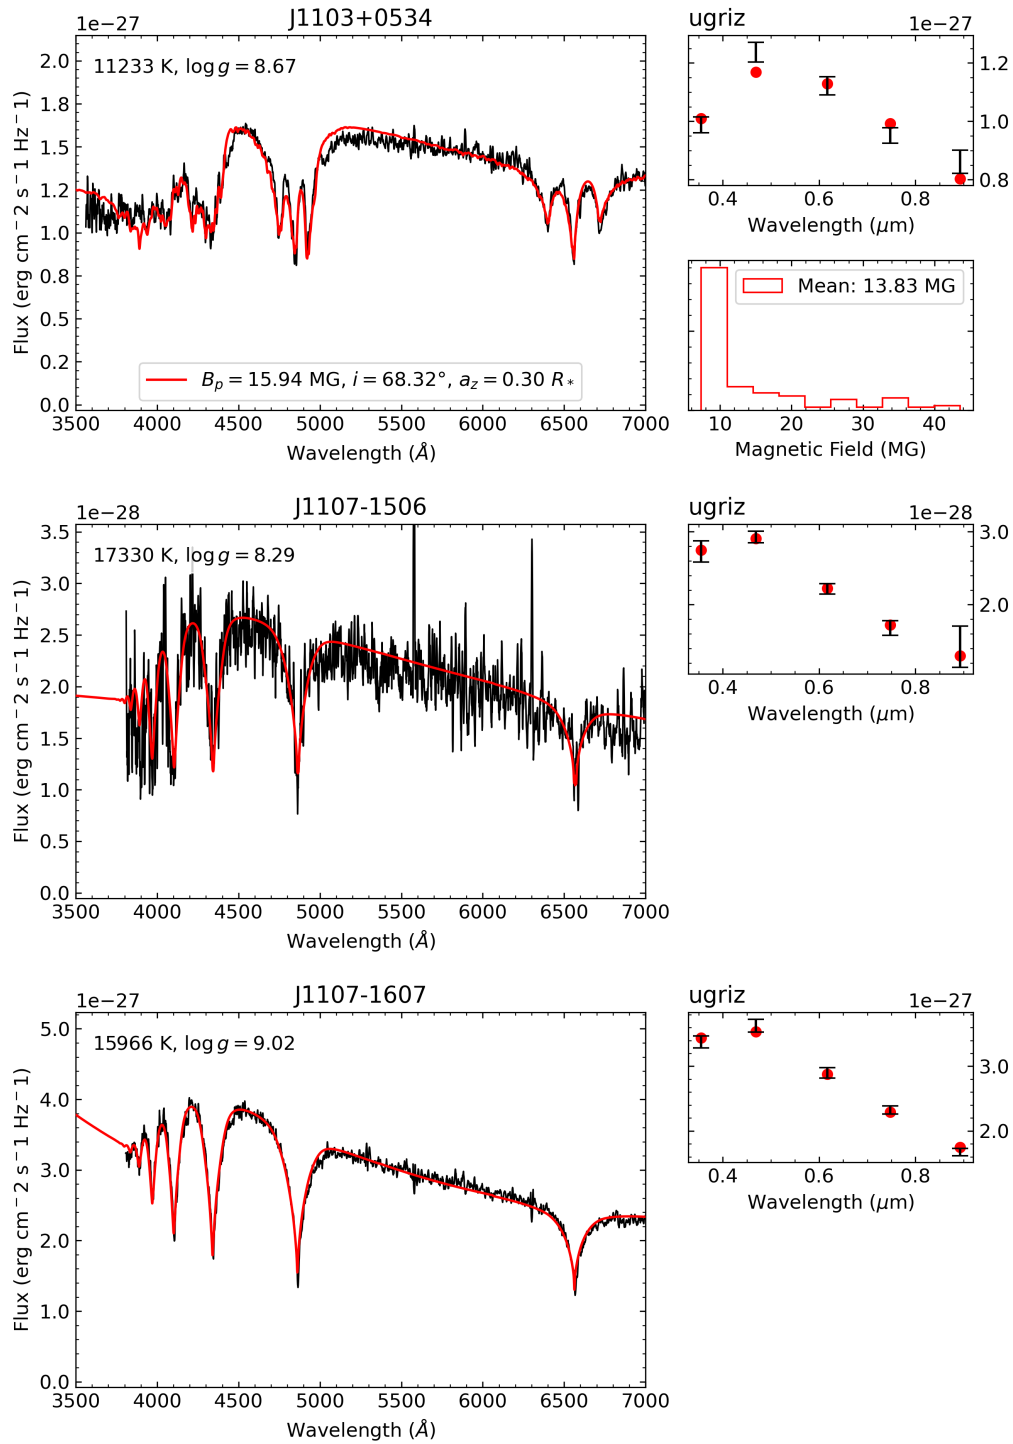 J1103+0534
1e−27
11233 K, log g = 8.67
Flux (erg cm−2 s−1 Hz−1)
2.0
1.8
1.5
1.2
1.0
0.8
0.5
0.2
0.0
B_p = 15.94 MG, i = 68.32°, a_z = 0.30 R_*
3500 4000 4500 5000 5500 6000 6500 7000
Wavelength (Å)
ugriz
1e−27
1.2
1.0
0.8
0.4 0.6 0.8
Wavelength (μm)
Mean: 13.83 MG
10 20 30 40
Magnetic Field (MG)
J1107-1506
1e−28
17330 K, log g = 8.29
Flux (erg cm−2 s−1 Hz−1)
3.5
3.0
2.5
2.0
1.5
1.0
0.5
0.0
3500 4000 4500 5000 5500 6000 6500 7000
Wavelength (Å)
ugriz
1e−28
3.0
2.0
0.4 0.6 0.8
Wavelength (μm)
J1107-1607
1e−27
15966 K, log g = 9.02
Flux (erg cm−2 s−1 Hz−1)
5.0
4.0
3.0
2.0
1.0
0.0
3500 4000 4500 5000 5500 6000 6500 7000
Wavelength (Å)
ugriz
1e−27
3.0
2.0
0.4 0.6 0.8
Wavelength (μm)